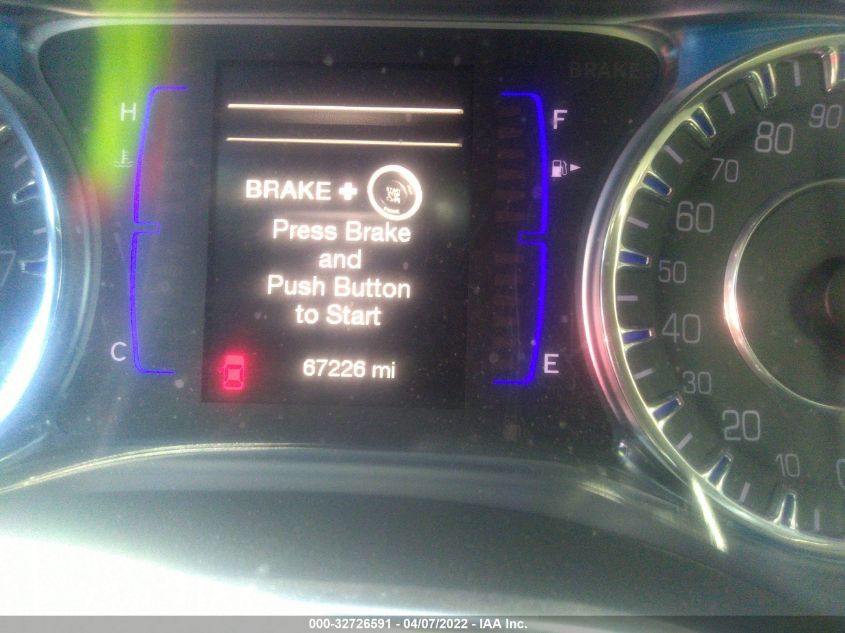 BRAKE
H
F
BRAKE +
Press Brake
and
Push Button
to Start
C
E
67226 mi
90
80
70
60
50
40
30
20
10
0
000-32726591 - 04/07/2022 - IAA Inc.